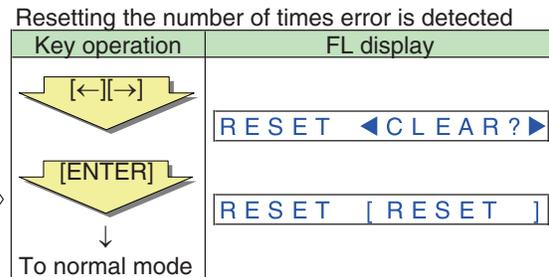 Resetting the number of times error is detected
Key operation FL display
[←][→]
RESET ◀CLEAR?▶
[ENTER]
RESET [ RESET ]
↓
To normal mode